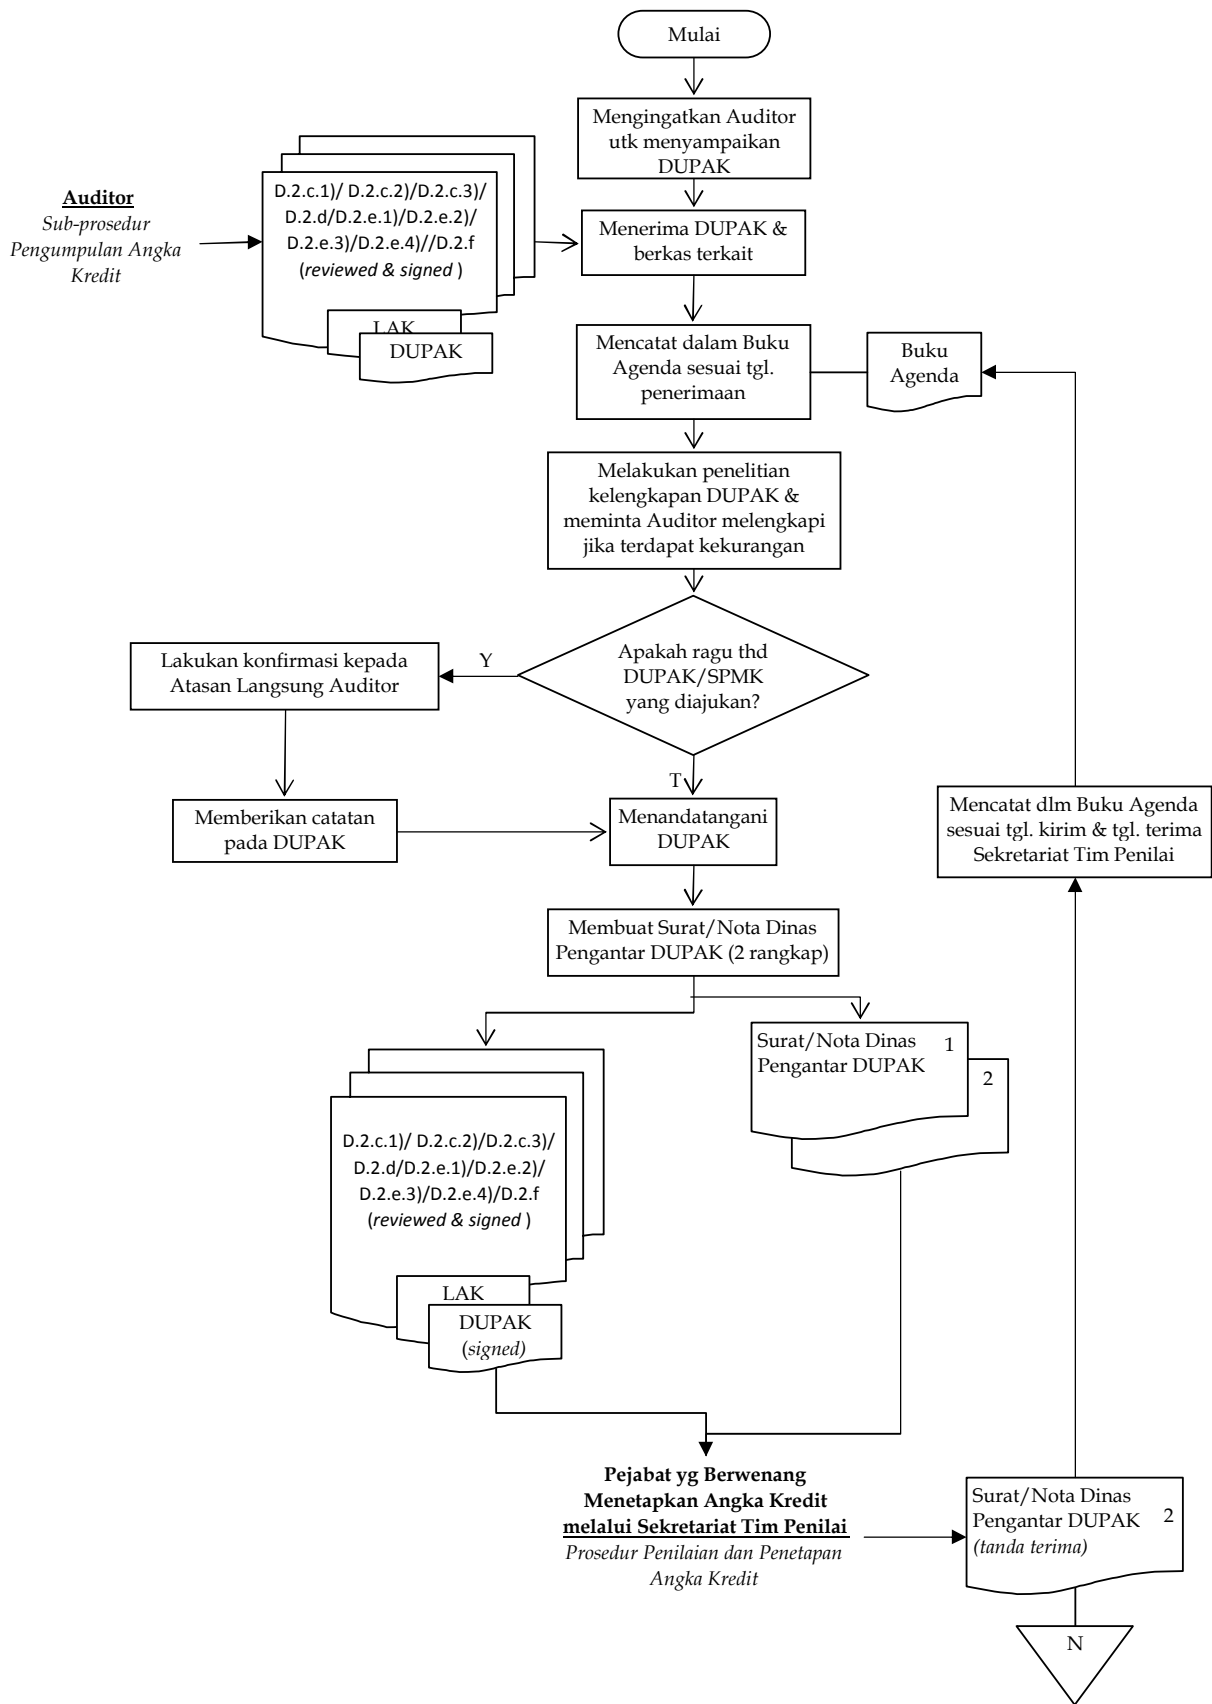 Mulai
Mengingatkan Auditor
utk menyampaikan
DUPAK
Auditor
Sub-prosedur
Pengumpulan Angka
Kredit
D.2.c.1)/ D.2.c.2)/D.2.c.3)/
D.2.d/D.2.e.1)/D.2.e.2)/
D.2.e.3)/D.2.e.4)//D.2.f
(reviewed & signed )
LAK
DUPAK
Menerima DUPAK &
berkas terkait
Mencatat dalam Buku
Agenda sesuai tgl.
penerimaan
Buku
Agenda
Melakukan penelitian
kelengkapan DUPAK &
meminta Auditor melengkapi
jika terdapat kekurangan
Apakah ragu thd
DUPAK/SPMK
yang diajukan?
Y
Lakukan konfirmasi kepada
Atasan Langsung Auditor
T
Memberikan catatan
pada DUPAK
Menandatangani
DUPAK
Mencatat dlm Buku Agenda
sesuai tgl. kirim & tgl. terima
Sekretariat Tim Penilai
Membuat Surat/Nota Dinas
Pengantar DUPAK (2 rangkap)
Surat/Nota Dinas
Pengantar DUPAK
1
2
D.2.c.1)/ D.2.c.2)/D.2.c.3)/
D.2.d/D.2.e.1)/D.2.e.2)/
D.2.e.3)/D.2.e.4)/D.2.f
(reviewed & signed )
LAK
DUPAK
(signed)
Pejabat yg Berwenang
Menetapkan Angka Kredit
melalui Sekretariat Tim Penilai
Prosedur Penilaian dan Penetapan
Angka Kredit
Surat/Nota Dinas
Pengantar DUPAK
(tanda terima)
2
N